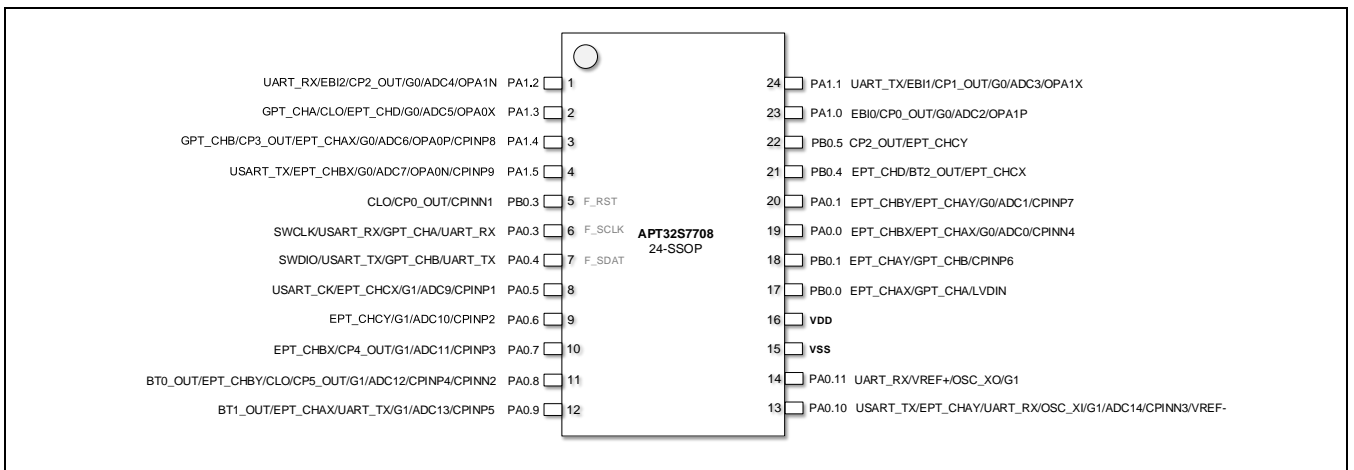 UART_RX/EBI2/CP2_OUT/G0/ADC4/OPA1N PA1.2 1
GPT_CHA/CLO/EPT_CHD/G0/ADC5/OPA0X PA1.3 2
GPT_CHB/CP3_OUT/EPT_CHAX/G0/ADC6/OPA0P/CPINP8 PA1.4 3
USART_TX/EPT_CHBX/G0/ADC7/OPA0N/CPINP9 PA1.5 4
CLO/CP0_OUT/CPINN1 PB0.3 5 F_RST
SWCLK/USART_RX/GPT_CHA/UART_RX PA0.3 6 F_SCLK
SWDIO/USART_TX/GPT_CHB/UART_TX PA0.4 7 F_SDAT
USART_CK/EPT_CHCX/G1/ADC9/CPINP1 PA0.5 8
EPT_CHCY/G1/ADC10/CPINP2 PA0.6 9
EPT_CHBX/CP4_OUT/G1/ADC11/CPINP3 PA0.7 10
BT0_OUT/EPT_CHBY/CLO/CP5_OUT/G1/ADC12/CPINP4/CPINN2 PA0.8 11
BT1_OUT/EPT_CHAX/UART_TX/G1/ADC13/CPINP5 PA0.9 12
APT32S7708
24-SSOP
24 PA1.1 UART_TX/EBI1/CP1_OUT/G0/ADC3/OPA1X
23 PA1.0 EBI0/CP0_OUT/G0/ADC2/OPA1P
22 PB0.5 CP2_OUT/EPT_CHCY
21 PB0.4 EPT_CHD/BT2_OUT/EPT_CHCX
20 PA0.1 EPT_CHBY/EPT_CHAY/G0/ADC1/CPINP7
19 PA0.0 EPT_CHBX/EPT_CHAX/G0/ADC0/CPINN4
18 PB0.1 EPT_CHAY/GPT_CHB/CPINP6
17 PB0.0 EPT_CHAX/GPT_CHA/LVDIN
16 VDD
15 VSS
14 PA0.11 UART_RX/VREF+/OSC_XO/G1
13 PA0.10 USART_TX/EPT_CHAY/UART_RX/OSC_XI/G1/ADC14/CPINN3/VREF-